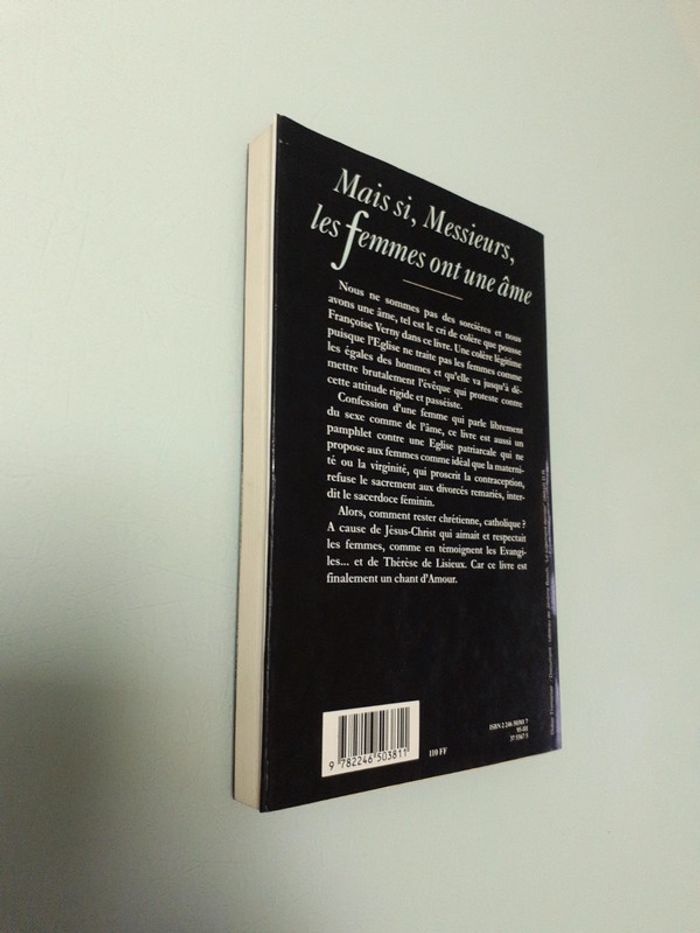 Mais si, Messieurs,
les femmes ont une âme
Nous ne sommes pas des sorcières et nous
avons une âme, tel est le cri de colère que pousse
Françoise Verny dans ce livre. Une colère légitime
puisque l'Eglise ne traite pas les femmes comme
les égales des hommes et qu'elle va jusqu'à dé-
mettre brutalement l'évêque qui proteste contre
cette attitude rigide et passéiste.
Confession d'une femme qui parle librement
du sexe comme de l'âme, ce livre est aussi un
pamphlet contre une Eglise patriarcale qui ne
propose aux femmes comme idéal que la materni-
té ou la virginité, qui proscrit la contraception,
refuse le sacrement aux divorcés remariés, inter-
dit le sacerdoce féminin.
Alors, comment rester chrétienne, catholique ?
A cause de Jésus-Christ qui aimait et respectait
les femmes, comme en témoignent les Evangi-
les... et de Thérèse de Lisieux. Car ce livre est
finalement un chant d'Amour.
9 782246 503811
110 FF
ISBN 2 246 50381 7
95-III